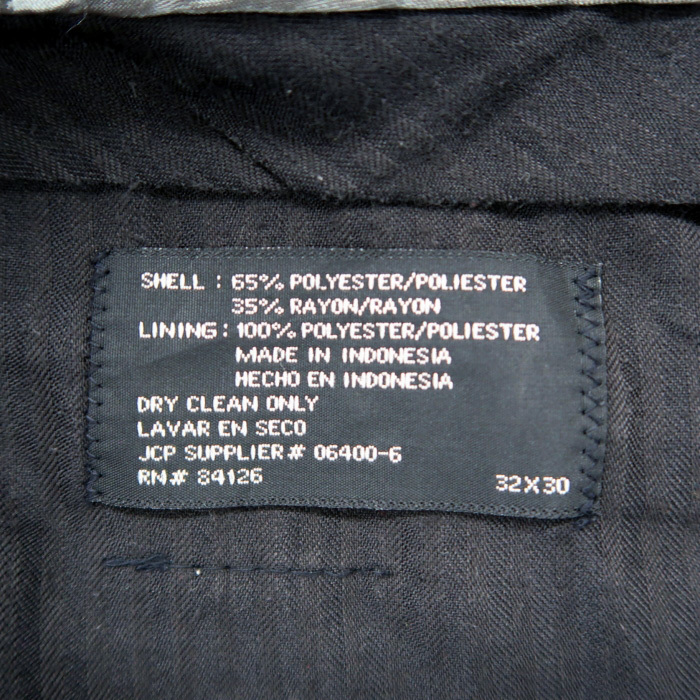 SHELL : 65% POLYESTER/POLIESTER
35% RAYON/RAYON
LINING : 100% POLYESTER/POLIESTER
MADE IN INDONESIA
HECHO EN INDONESIA
DRY CLEAN ONLY
LAVAR EN SECO
JCP SUPPLIER# 06400-6
RN# 84126
32X30